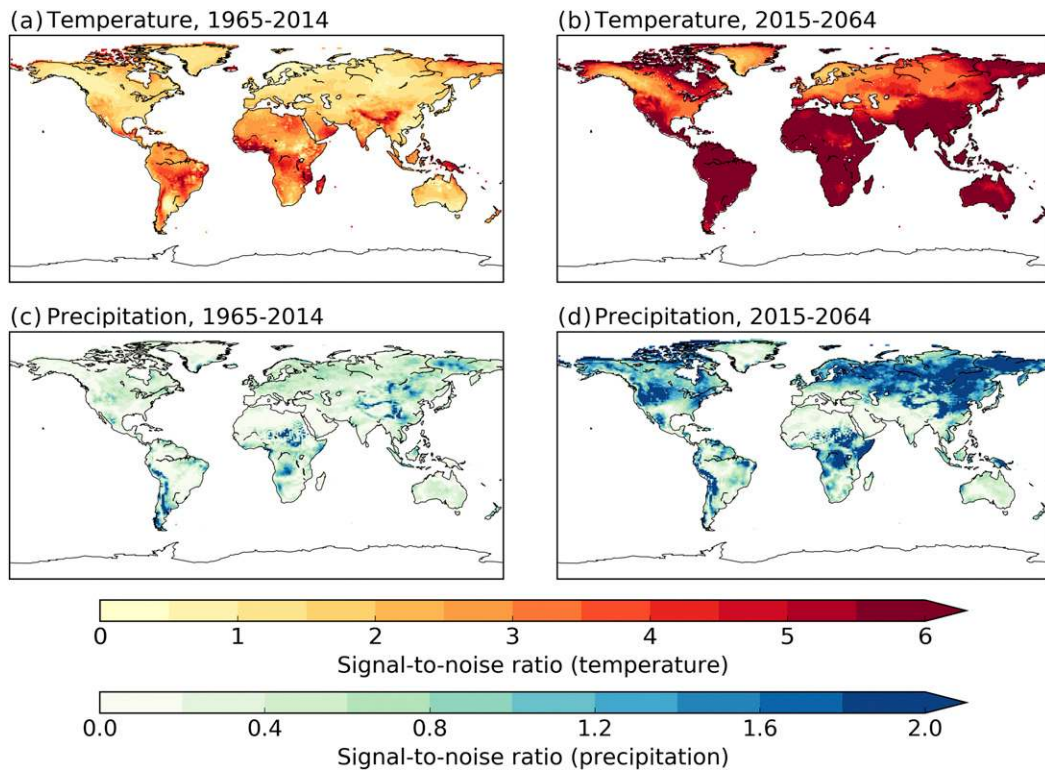 (a) Temperature, 1965-2014
(b) Temperature, 2015-2064
(c) Precipitation, 1965-2014
(d) Precipitation, 2015-2064
0 1 2 3 4 5 6
Signal-to-noise ratio (temperature)
0.0 0.4 0.8 1.2 1.6 2.0
Signal-to-noise ratio (precipitation)